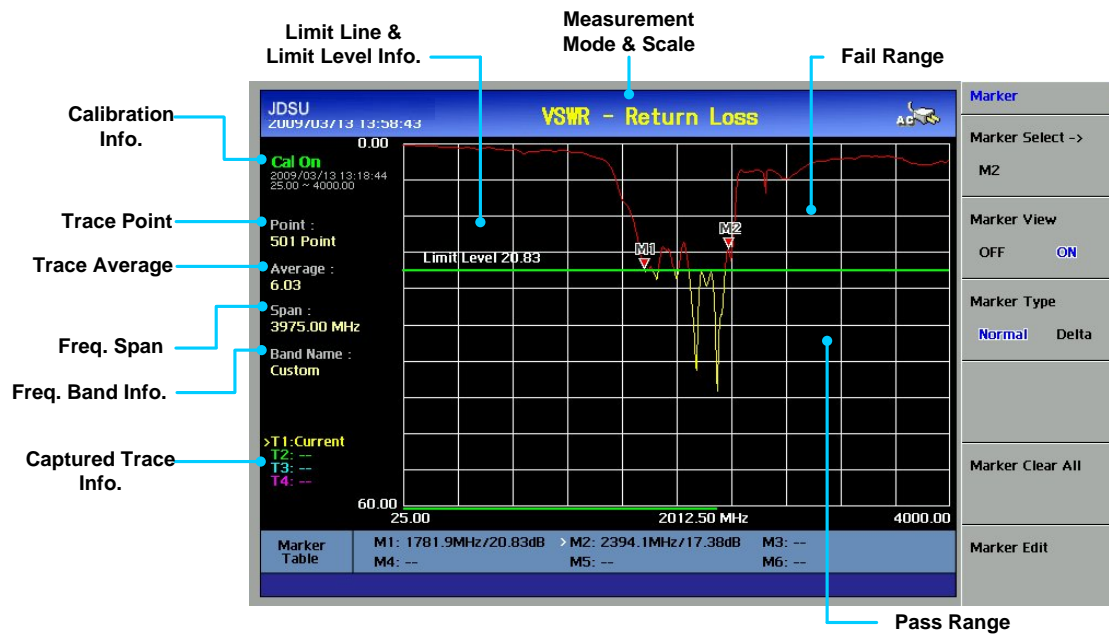 Measurement
Mode & Scale
Limit Line &
Limit Level Info.
Fail Range
Calibration
Info.
Trace Point
Trace Average
Freq. Span
Freq. Band Info.
Captured Trace
Info.
Pass Range
JDSU
2009/03/13 13:58:43
VSWR - Return Loss
AC
Cal On
2009/03/13 13:18:44
25.00 ~ 4000.00
Point :
501 Point
Average :
6.03
Span :
3975.00 MHz
Band Name :
Custom
>T1:Current
T2: --
T3: --
T4: --
0.00
Limit Level 20.83
M1
M2
60.00
25.00
2012.50 MHz
4000.00
Marker
Table
M1: 1781.9MHz/20.83dB >M2: 2394.1MHz/17.38dB M3: --
M4: -- M5: -- M6: --
Marker
Marker Select ->
M2
Marker View
OFF ON
Marker Type
Normal Delta
Marker Clear All
Marker Edit